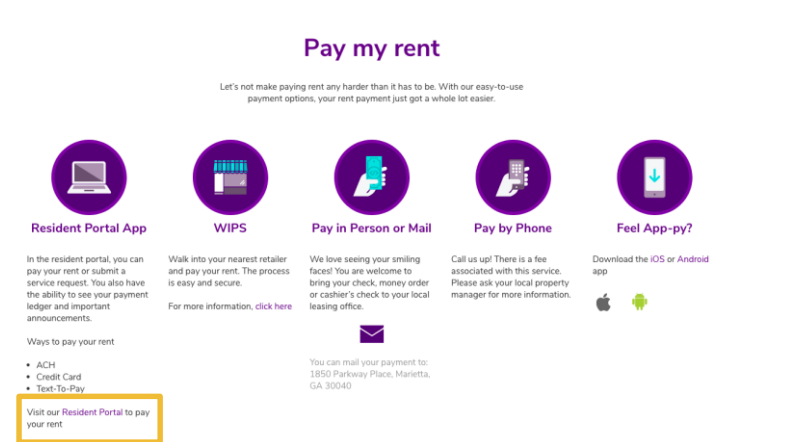 Pay my rent
Let's not make paying rent any harder than it has to be. With our easy-to-use
payment options, your rent payment just got a whole lot easier.
Resident Portal App
In the resident portal, you can
pay your rent or submit a
service request. You also have
the ability to see your payment
ledger and important
announcements.
Ways to pay your rent
• ACH
• Credit Card
• Text-To-Pay
Visit our Resident Portal to pay
your rent
WIPS
Walk into your nearest retailer
and pay your rent. The process
is easy and secure.
For more information, click here
Pay in Person or Mail
We love seeing your smiling
faces! You are welcome to
bring your check, money order
or cashier's check to your local
leasing office.
You can mail your payment to:
1850 Parkway Place, Marietta,
GA 30040
Pay by Phone
Call us up! There is a fee
associated with this service.
Please ask your local property
manager for more information.
Feel App-py?
Download the iOS or Android
app